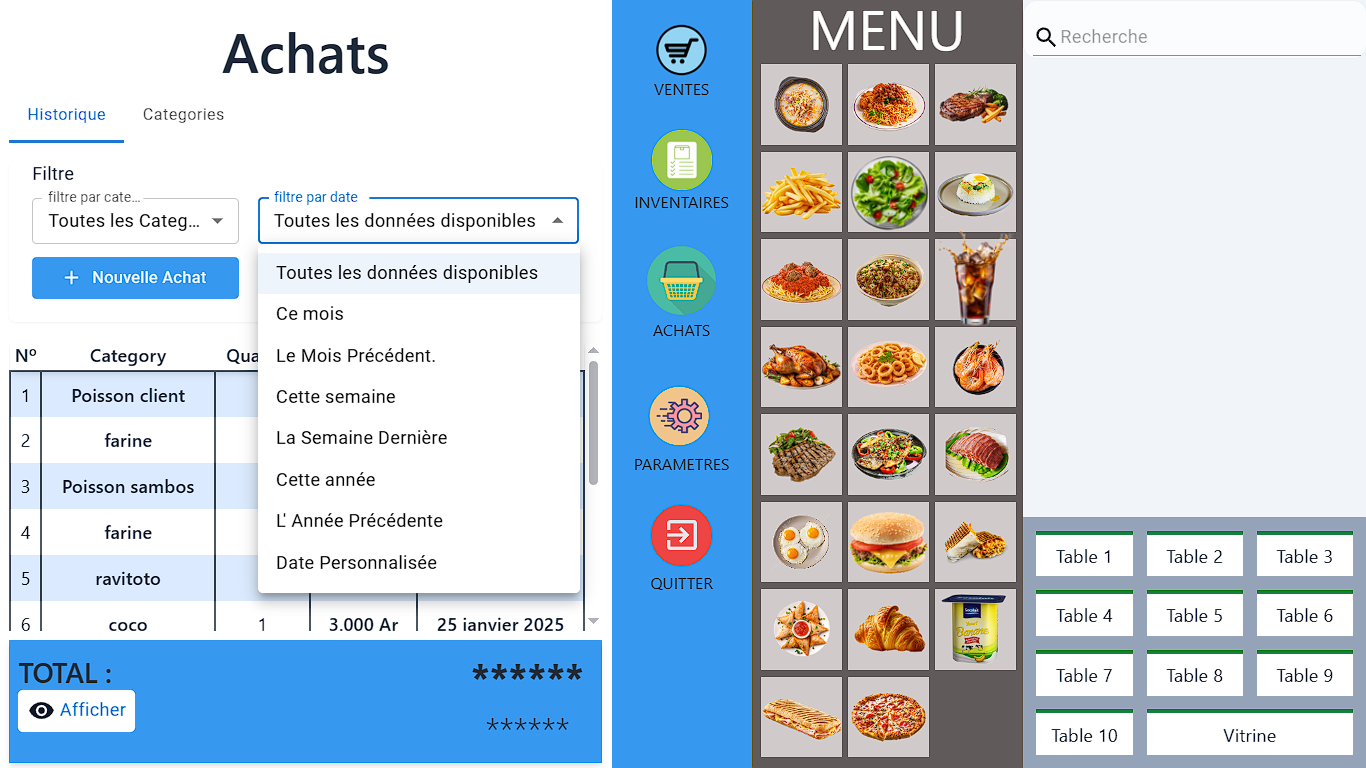 Achats
Historique
Categories
Filtre
filtre par cate...
Toutes les Categ...
filtre par date
Toutes les données disponibles
Nouvelle Achat
Toutes les données disponibles
Ce mois
Le Mois Précédent.
Cette semaine
La Semaine Dernière
Cette année
L' Année Précédente
Date Personnalisée
Nº Category Qua
1 Poisson client
2 farine
3 Poisson sambos
4 farine
5 ravitoto
6 coco 1 3.000 Ar 25 janvier 2025
TOTAL : ******
Afficher
******
VENTES
INVENTAIRES
ACHATS
PARAMETRES
QUITTER
MENU
Banane
Recherche
Table 1 Table 2 Table 3
Table 4 Table 5 Table 6
Table 7 Table 8 Table 9
Table 10 Vitrine